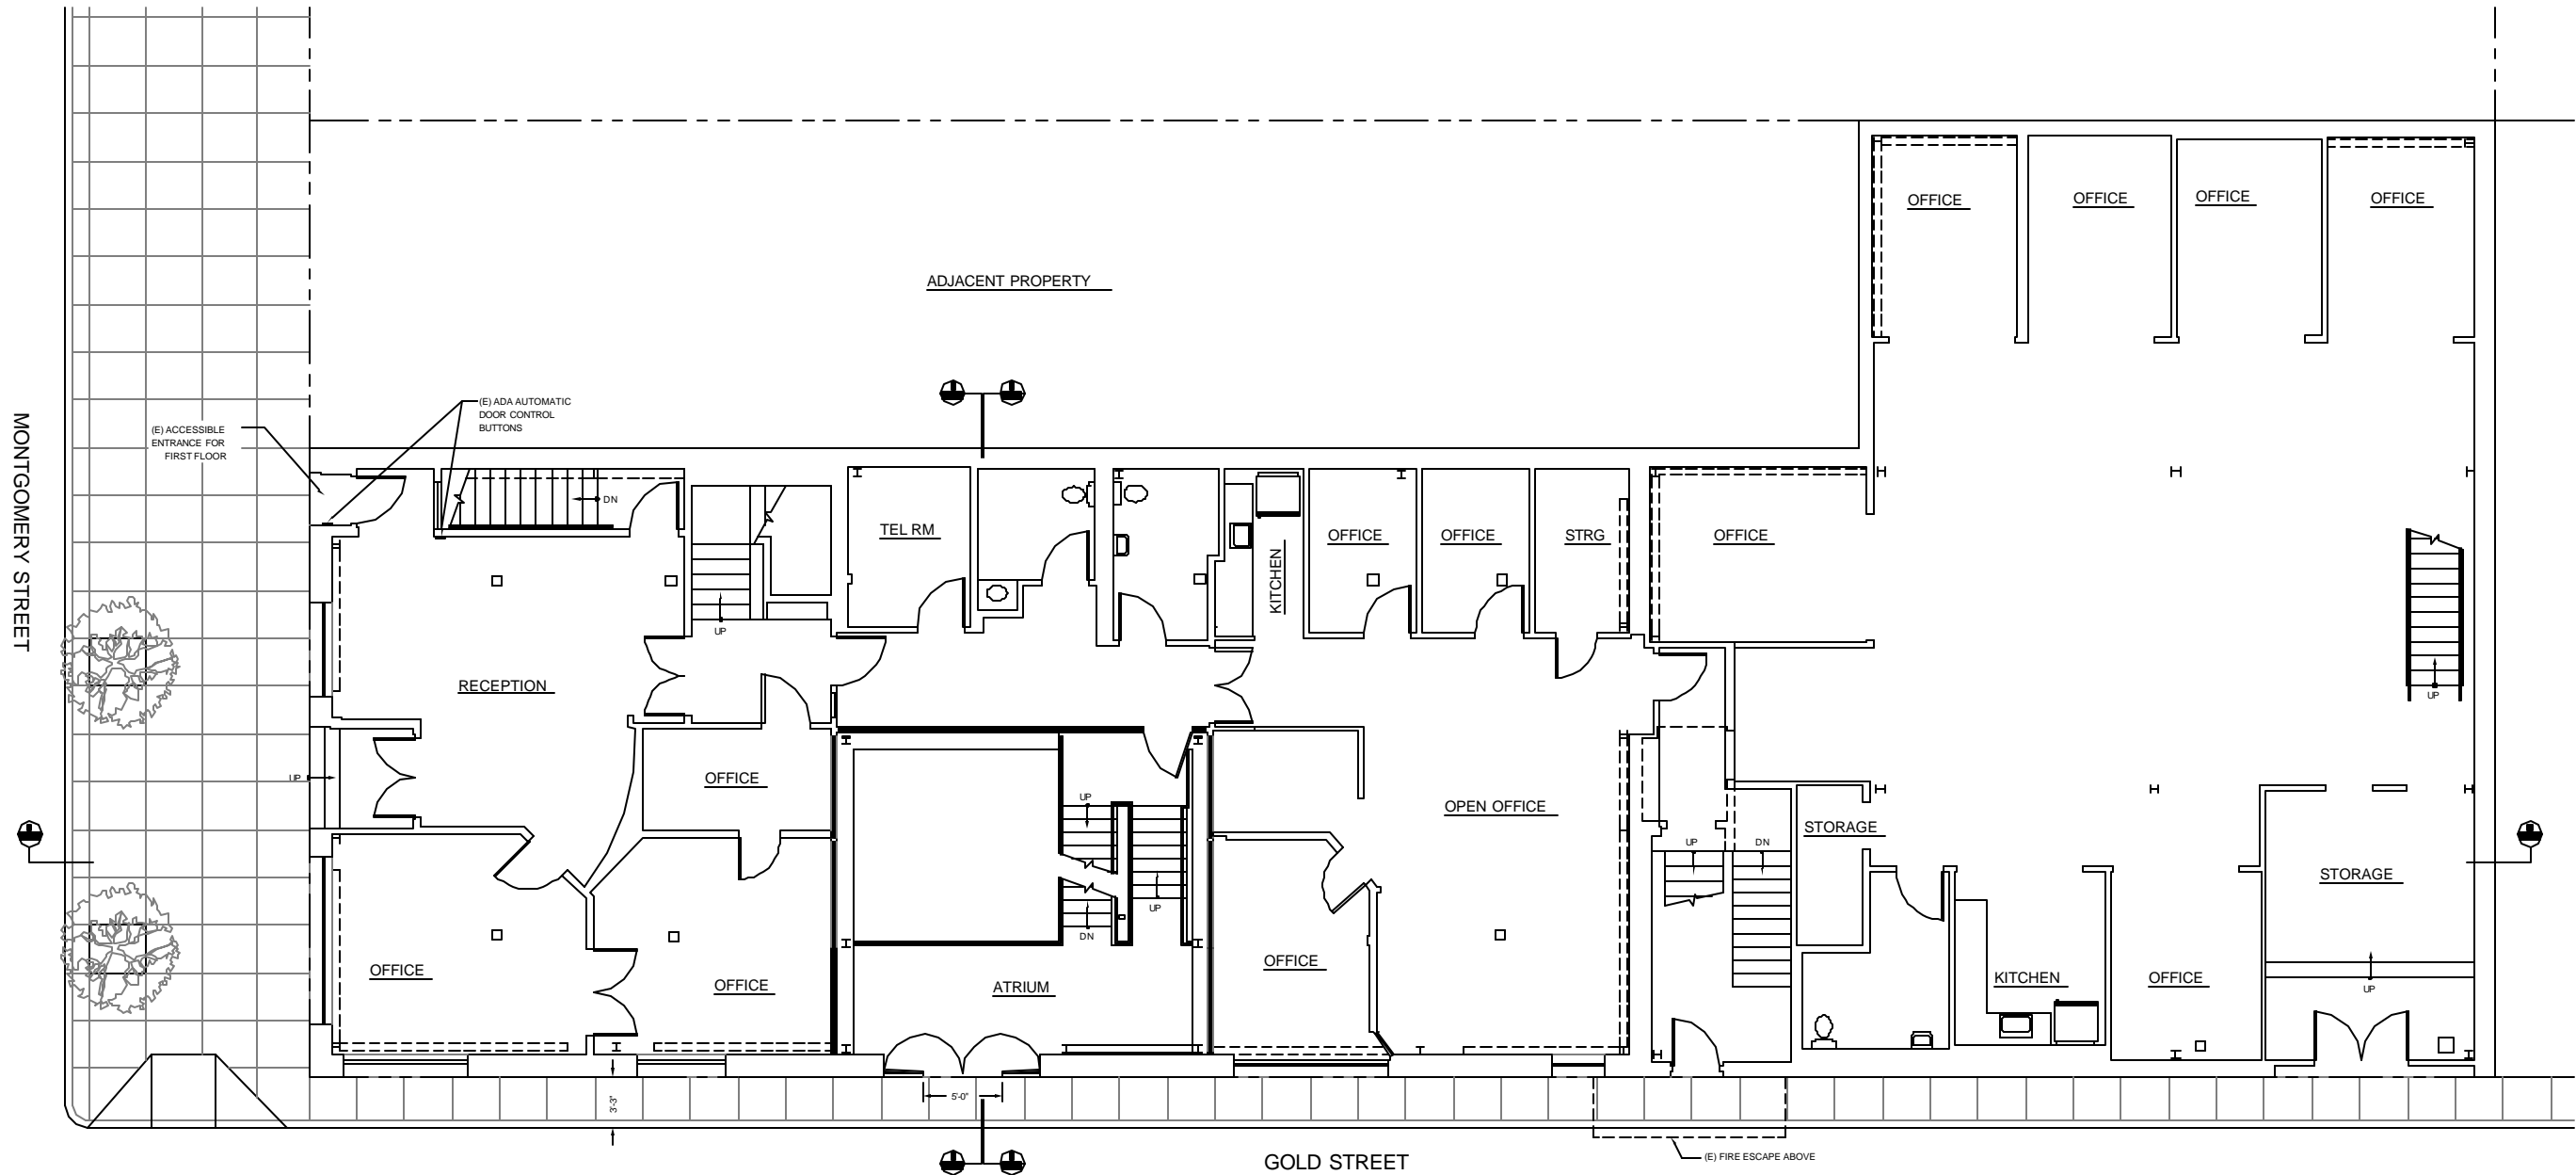 OFFICE
OFFICE
OFFICE
OFFICE
ADJACENT PROPERTY
(E) ADA AUTOMATIC
DOOR CONTROL
BUTTONS
(E) ACCESSIBLE
ENTRANCE FOR
FIRST FLOOR
MONTGOMERY STREET
DN
TEL RM
KITCHEN
OFFICE
OFFICE
STRG
OFFICE
UP
RECEPTION
UP
UP
OFFICE
UP
OPEN OFFICE
STORAGE
UP
DN
STORAGE
UP
DN
OFFICE
OFFICE
ATRIUM
OFFICE
KITCHEN
OFFICE
UP
3'-3"
5'-0"
(E) FIRE ESCAPE ABOVE
GOLD STREET